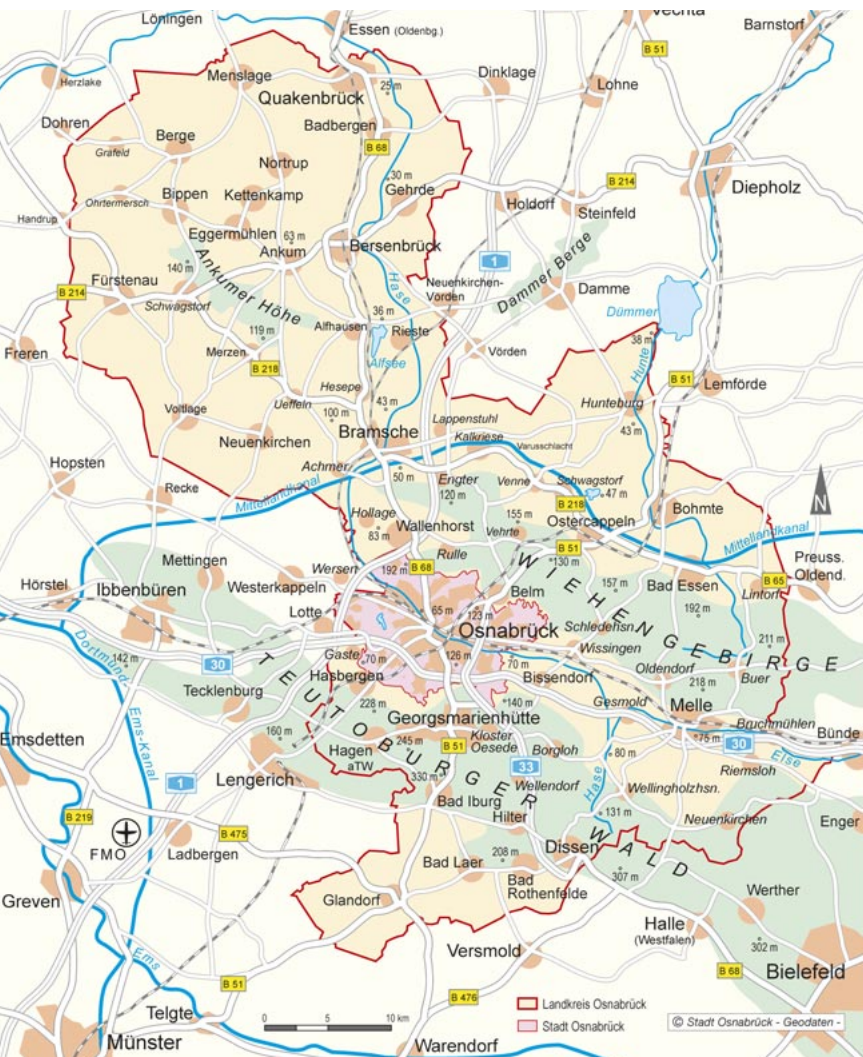 Löningen
Essen (Oldenbg.)
Vechta
B 51
Barnstorf
Herzlake
Menslage
25 m
Dinklage
Lohne
Quakenbrück
Dohren
Badbergen
Berge
Grafeld
B 68
Nortrup
30 m
B 214
Diepholz
Ohrtermersch
Bippen
Kettenkamp
Gehrde
Holdorf
Steinfeld
Handrup
Eggermühlen
63 m
Ankum
Bersenbrück
1
140 m
Ankumer Höhe
Hase
Dammer Berge
Fürstenau
B 214
Neuenkirchen-
Vörden
Damme
Schwagstorf
36 m
Dümmer
119 m
Alfhausen
Rieste
38 m
Freren
Merzen
Vörden
Alfsee
Hunte
B 218
Hesepe
B 51
Lemförde
Voltlage
Ueffeln
43 m
Hunteburg
100 m
Lappenstuhl
43 m
Neuenkirchen
Bramsche
Kalkriese
Varusschlacht
Hopsten
Achmer
50 m
Engter
Venne
Schwagstorf
47 m
Recke
Mittellandkanal
120 m
B 218
Bohmte
N
Hollage
155 m
83 m
Wallenhorst
Vehrte
Ostercappeln
Mittellandkanal
Rulle
B 51
Mettingen
Wersen
192 m
B 68
130 m
Preuss.
Oldend.
Hörstel
Ibbenbüren
Westerkappeln
WIEHENGEBIRGE
157 m
Bad Essen
B 65
Belm
Lintorf
Lotte
65 m
123 m
192 m
Osnabrück
Schledehsn.
211 m
Dortmund-
Ems-Kanal
142 m
30
Gaste
70 m
126 m
70 m
Wissingen
Oldendorf
Buer
TEUTOBURGER WALD
Hasbergen
Bissendorf
218 m
Tecklenburg
228 m
140 m
Gesmold
Melle
Georgsmarienhütte
Bruchmühlen
160 m
Kloster
Oesede
75 m
30
Bünde
Emsdetten
Hagen
aTW
245 m
B 51
Borgloh
80 m
Else
Lengerich
330 m
33
Wellendorf
Hase
Riemsloh
1
Wellingholzhsn.
Bad Iburg
B 219
Hilter
131 m
Neuenkirchen
Enger
FMO
B 475
Ladbergen
208 m
Dissen
Bad Laer
307 m
Greven
Glandorf
Bad
Rothenfelde
Werther
Halle
(Westfalen)
Versmold
302 m
Ems
B 51
B 68
Bielefeld
B 476
Telgte
0 5 10 km
Landkreis Osnabrück
Stadt Osnabrück
© Stadt Osnabrück - Geodaten -
Münster
Warendorf